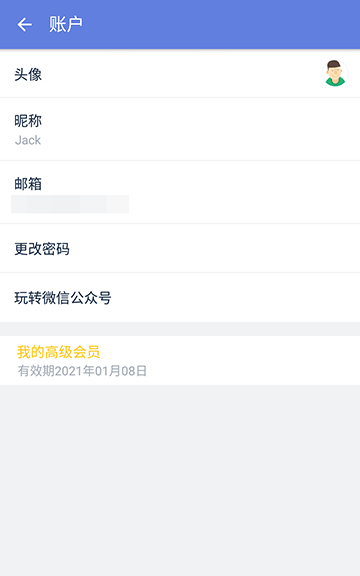 账户
头像
昵称
Jack
邮箱
更改密码
玩转微信公众号
我的高级会员
有效期2021年01月08日